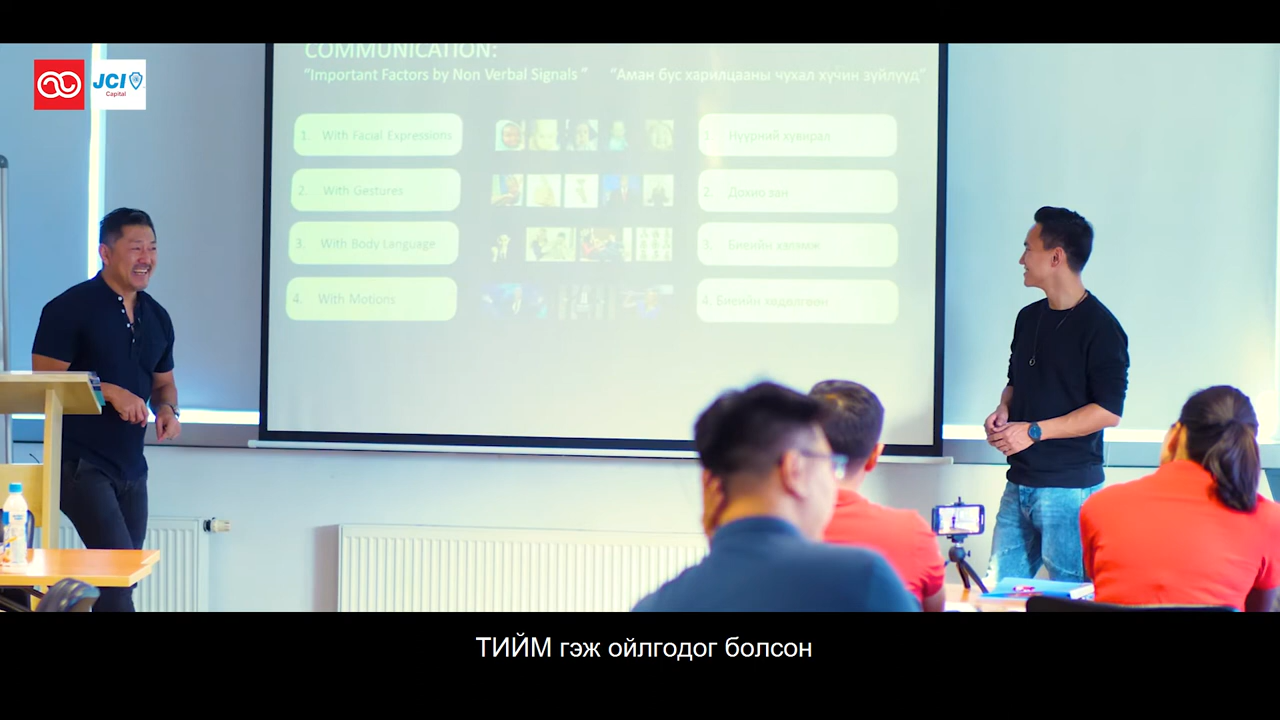 COMMUNICATION:
"Important Factors by Non Verbal Signals "
"Аман бус харилцааны чухал хүчин зүйлүүд"
JCI
Capital
1. With Facial Expressions
1. Нүүрний хувирал
2. With Gestures
2. Дохио зан
3. With Body Language
3. Биеийн хэлэмж
4. With Motions
4. Биеийн хөдөлгөөн
ТИЙМ гэж ойлгодог болсон